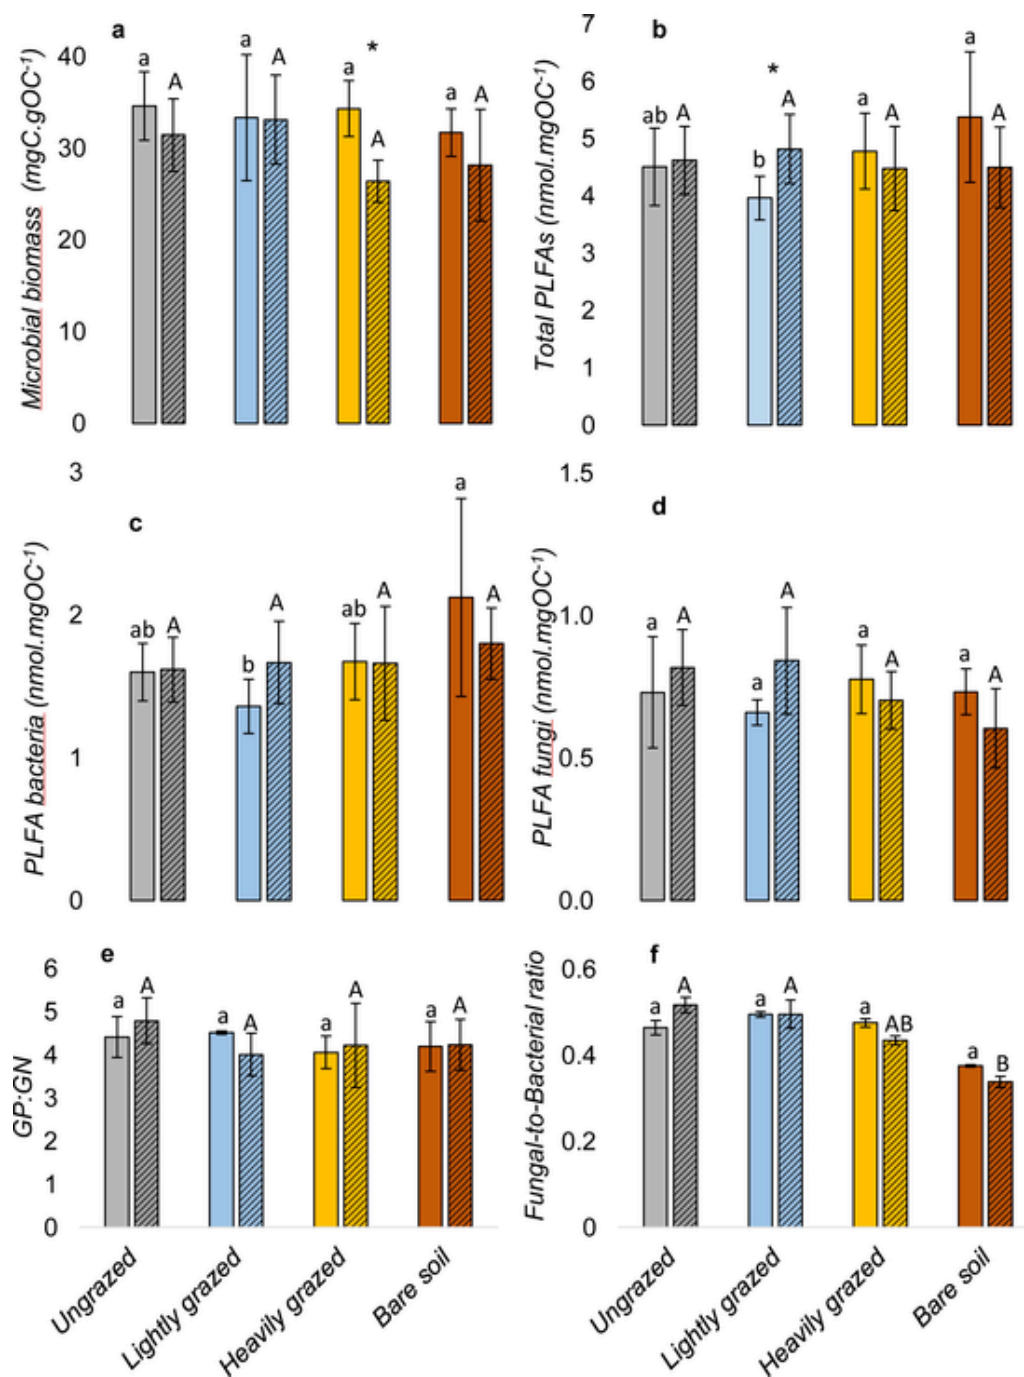 a
Microbial biomass (mgC.gOC-1)
40
30
20
10
0
a A a A a * A a A
b
Total PLFAs (nmol.mgOC-1)
7
6
5
4
3
2
1
0
ab A b * A a A a A
c
PLFA bacteria (nmol.mgOC-1)
3
2
1
0
ab A b A ab A a A
d
PLFA fungi (nmol.mgOC-1)
1.5
1.0
0.5
0.0
a A a A a A a A
e
GP:GN
6
5
4
3
2
1
0
a A a A a A a A
Ungrazed
Lightly grazed
Heavily grazed
Bare soil
f
Fungal-to-Bacterial ratio
0.6
0.4
0.2
0
a A a A a AB a B
Ungrazed
Lightly grazed
Heavily grazed
Bare soil